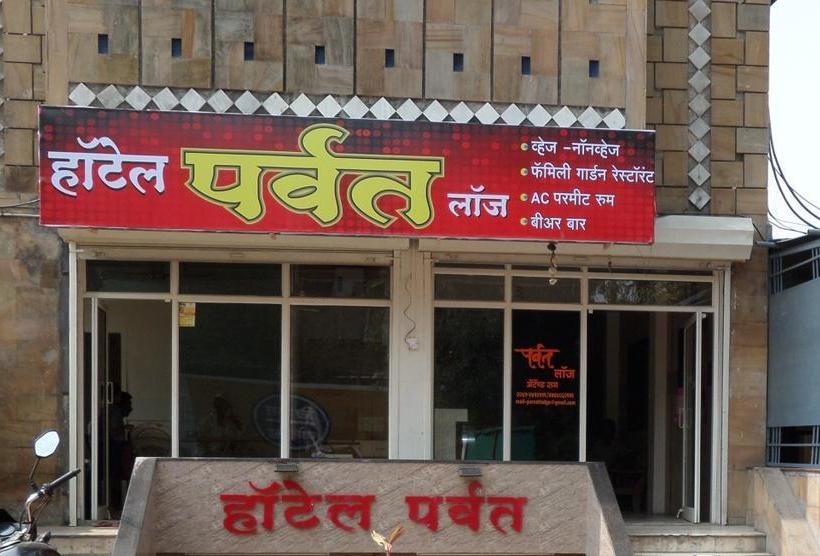 हॉटेल पर्वत लॉज
व्हेज -नॉनव्हेज
फॅमिली गार्डन रेस्टॉरंट
AC परमीट रुम
बीअर बार
पर्वत
लॉज
हॉटेल पर्वत